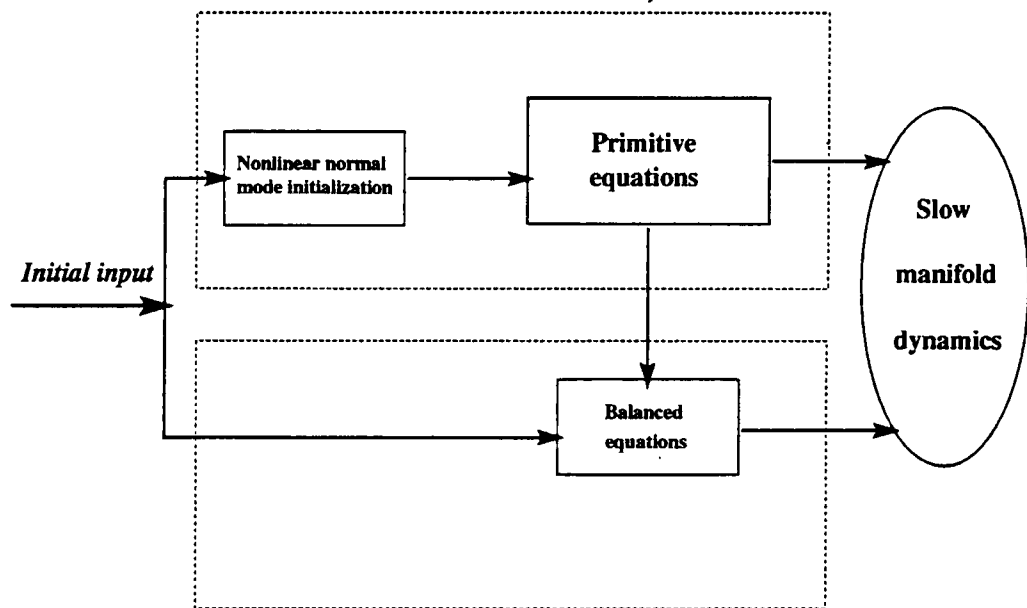 Nonlinear normal
mode initialization
Primitive
equations
Initial input
Slow
manifold
dynamics
Balanced
equations